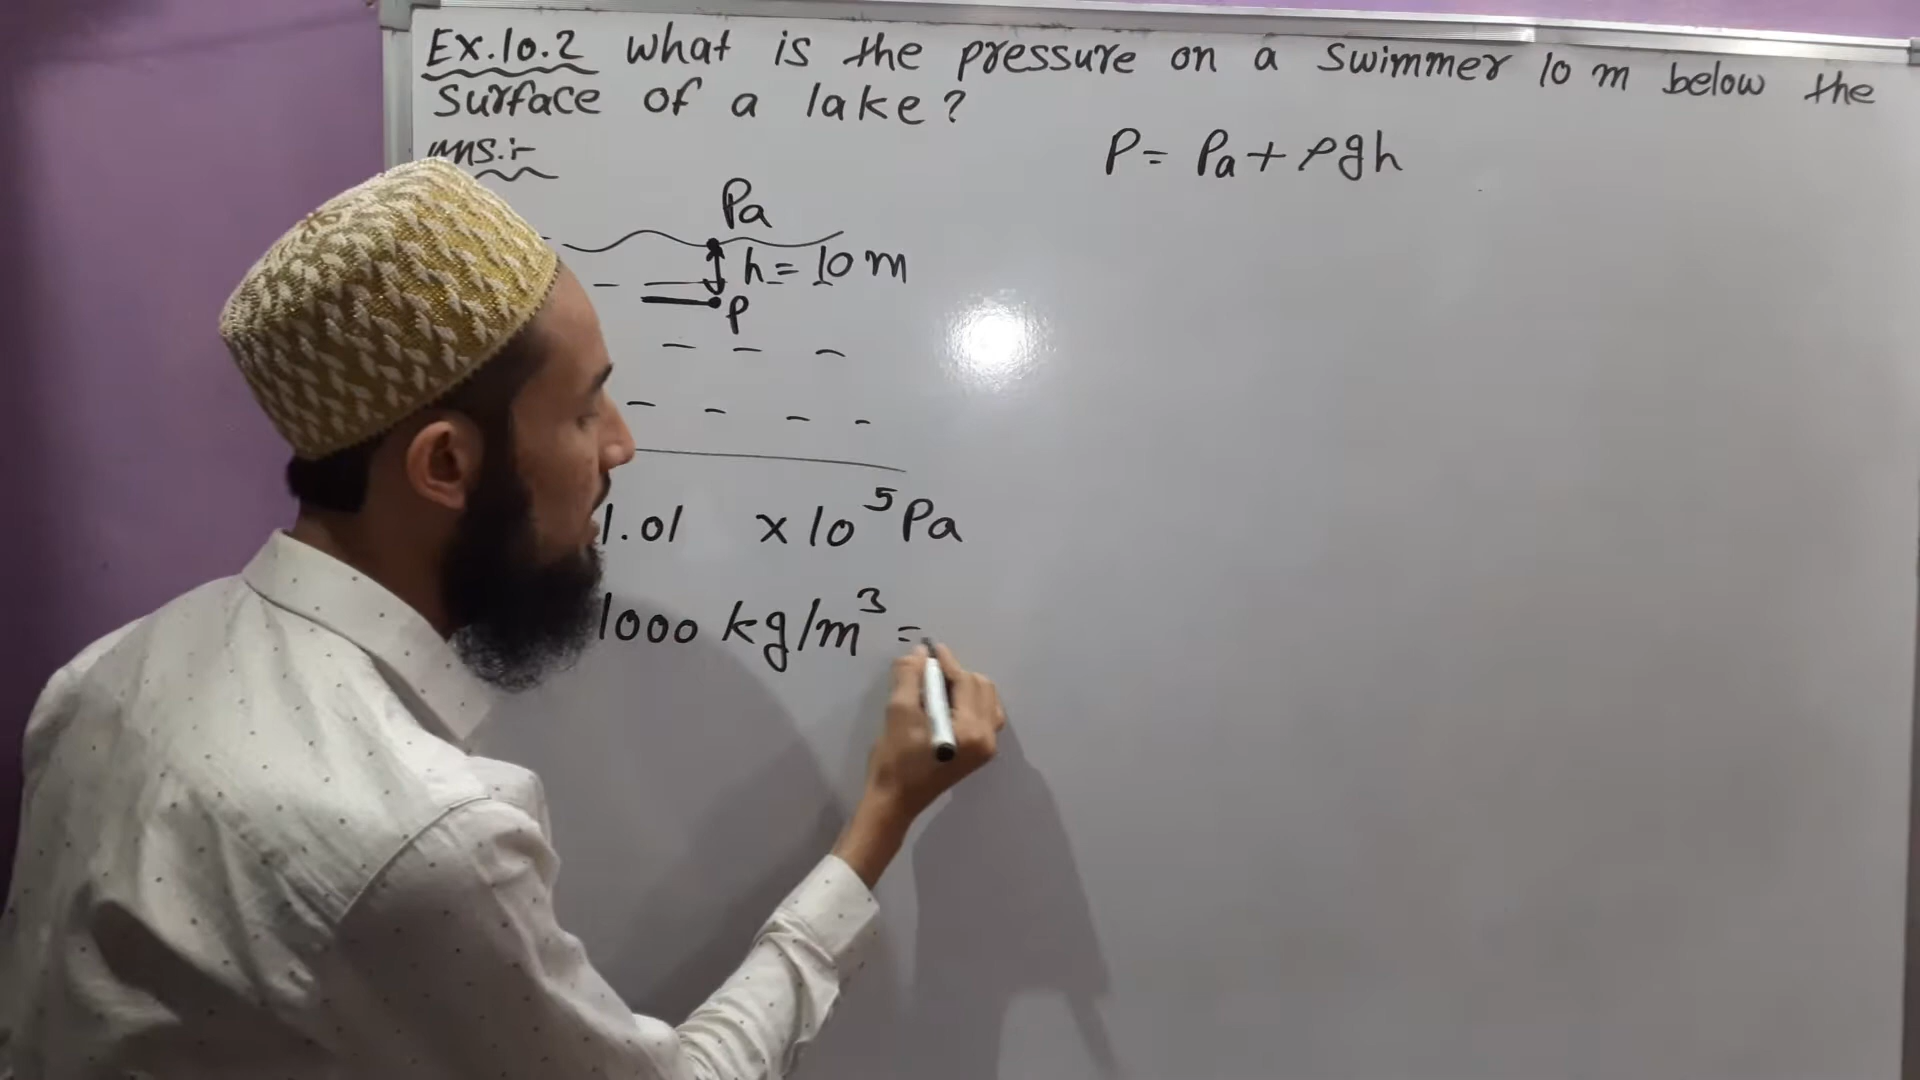 Ex.10.2 What is the pressure on a swimmer 10 m below the
surface of a lake?
Ans.:-
P = Pa + ρgh
Pa
h = 10 m
P
1.01 × 10⁵ Pa
1000 kg/m³ =